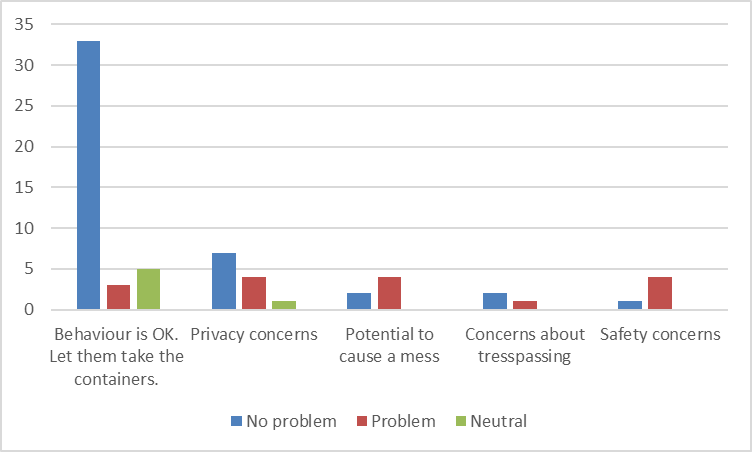 35
30
25
20
15
10
5
0
Behaviour is OK.
Let them take the
containers.
Privacy concerns
Potential to
cause a mess
Concerns about
tresspassing
Safety concerns
No problem
Problem
Neutral